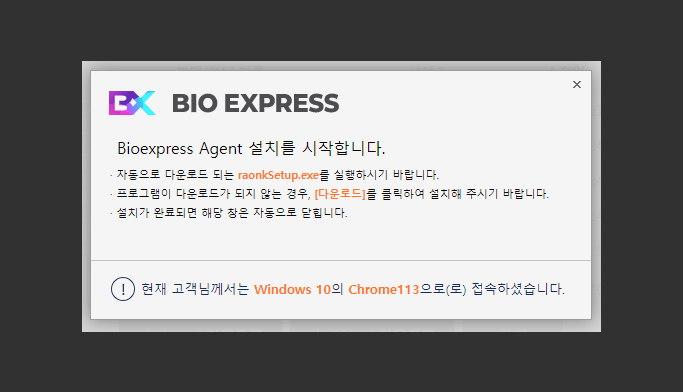 BX BIO EXPRESS
Bioexpress Agent 설치를 시작합니다.
· 자동으로 다운로드 되는 raonkSetup.exe를 실행하시기 바랍니다.
· 프로그램이 다운로드가 되지 않는 경우, [다운로드]를 클릭하여 설치해 주시기 바랍니다.
· 설치가 완료되면 해당 창은 자동으로 닫힙니다.
현재 고객님께서는 Windows 10의 Chrome113으로(로) 접속하셨습니다.